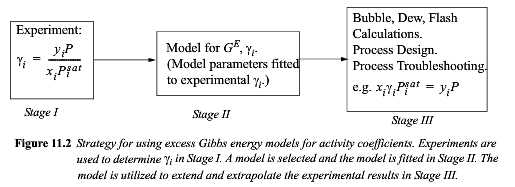 Experiment:
γᵢ = yᵢP / xᵢPᵢˢᵃᵗ
Stage I
Model for Gᴱ, γᵢ.
(Model parameters fitted
to experimental γᵢ.)
Stage II
Bubble, Dew, Flash
Calculations.
Process Design.
Process Troubleshooting.
e.g. xᵢγᵢPᵢˢᵃᵗ = yᵢP
Stage III
Figure 11.2 Strategy for using excess Gibbs energy models for activity coefficients. Experiments are
used to determine γᵢ in Stage I. A model is selected and the model is fitted in Stage II. The
model is utilized to extend and extrapolate the experimental results in Stage III.